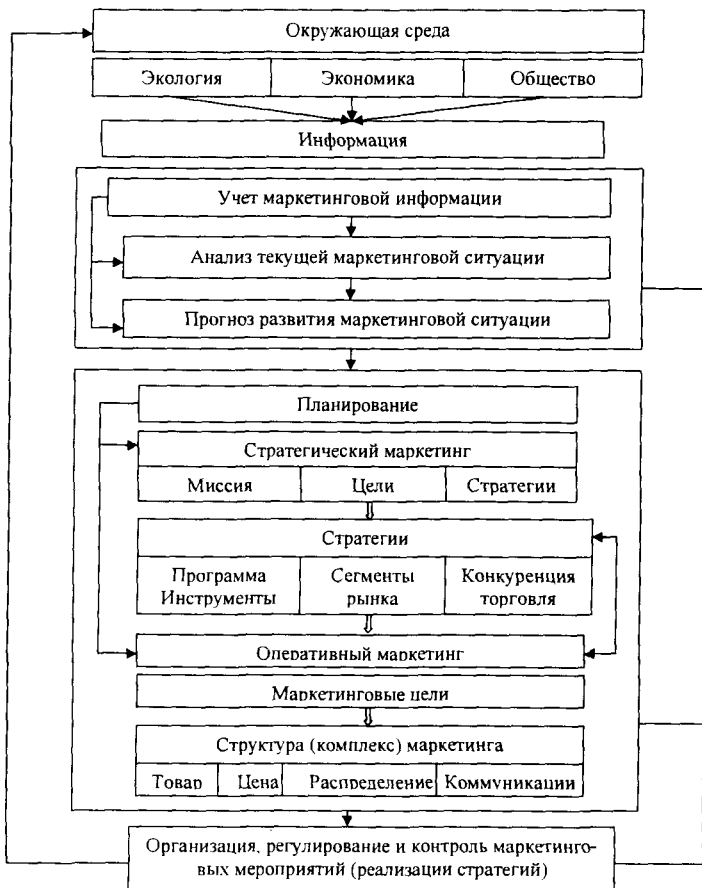 Окружающая среда
Экология Экономика Общество
Информация
Учет маркетинговой информации
Анализ текущей маркетинговой ситуации
Прогноз развития маркетинговой ситуации
Планирование
Стратегический маркетинг
Миссия Цели Стратегии
Стратегии
Программа Сегменты Конкуренция
Инструменты рынка торговля
Оперативный маркетинг
Маркетинговые цели
Структура (комплекс) маркетинга
Товар Цена Распределение Коммуникации
Организация, регулирование и контроль маркетинго-
вых мероприятий (реализации стратегий)